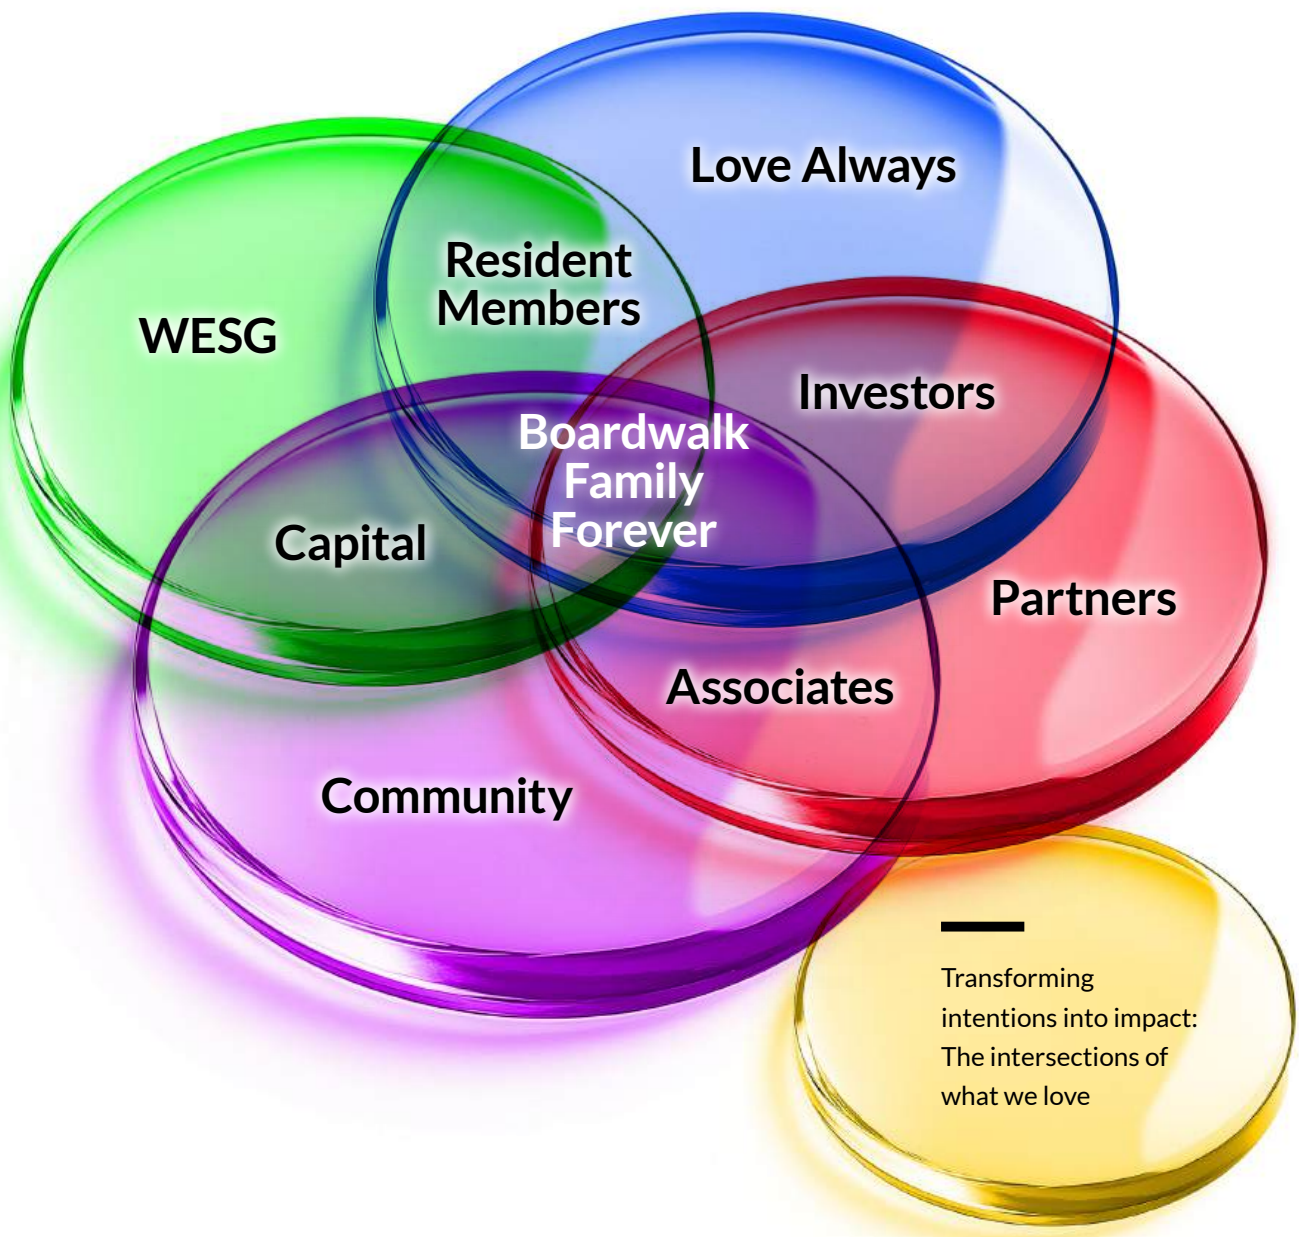 Love Always
Resident
Members
WESG
Investors
Boardwalk
Family
Forever
Capital
Partners
Associates
Community
Transforming
intentions into impact:
The intersections of
what we love